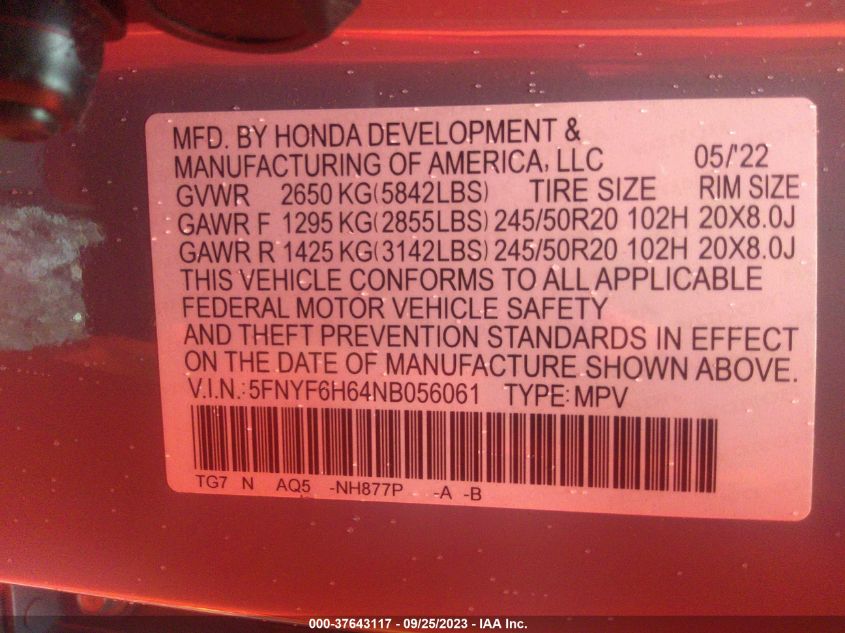 MFD. BY HONDA DEVELOPMENT &
MANUFACTURING OF AMERICA, LLC 05/'22
GVWR 2650 KG(5842LBS) TIRE SIZE RIM SIZE
GAWR F 1295 KG(2855LBS) 245/50R20 102H 20X8.0J
GAWR R 1425 KG(3142LBS) 245/50R20 102H 20X8.0J
THIS VEHICLE CONFORMS TO ALL APPLICABLE
FEDERAL MOTOR VEHICLE SAFETY
AND THEFT PREVENTION STANDARDS IN EFFECT
ON THE DATE OF MANUFACTURE SHOWN ABOVE.
V.I.N.: 5FNYF6H64NB056061 TYPE: MPV
TG7 N AQ5 -NH877P -A -B
000-37643117 - 09/25/2023 - IAA Inc.